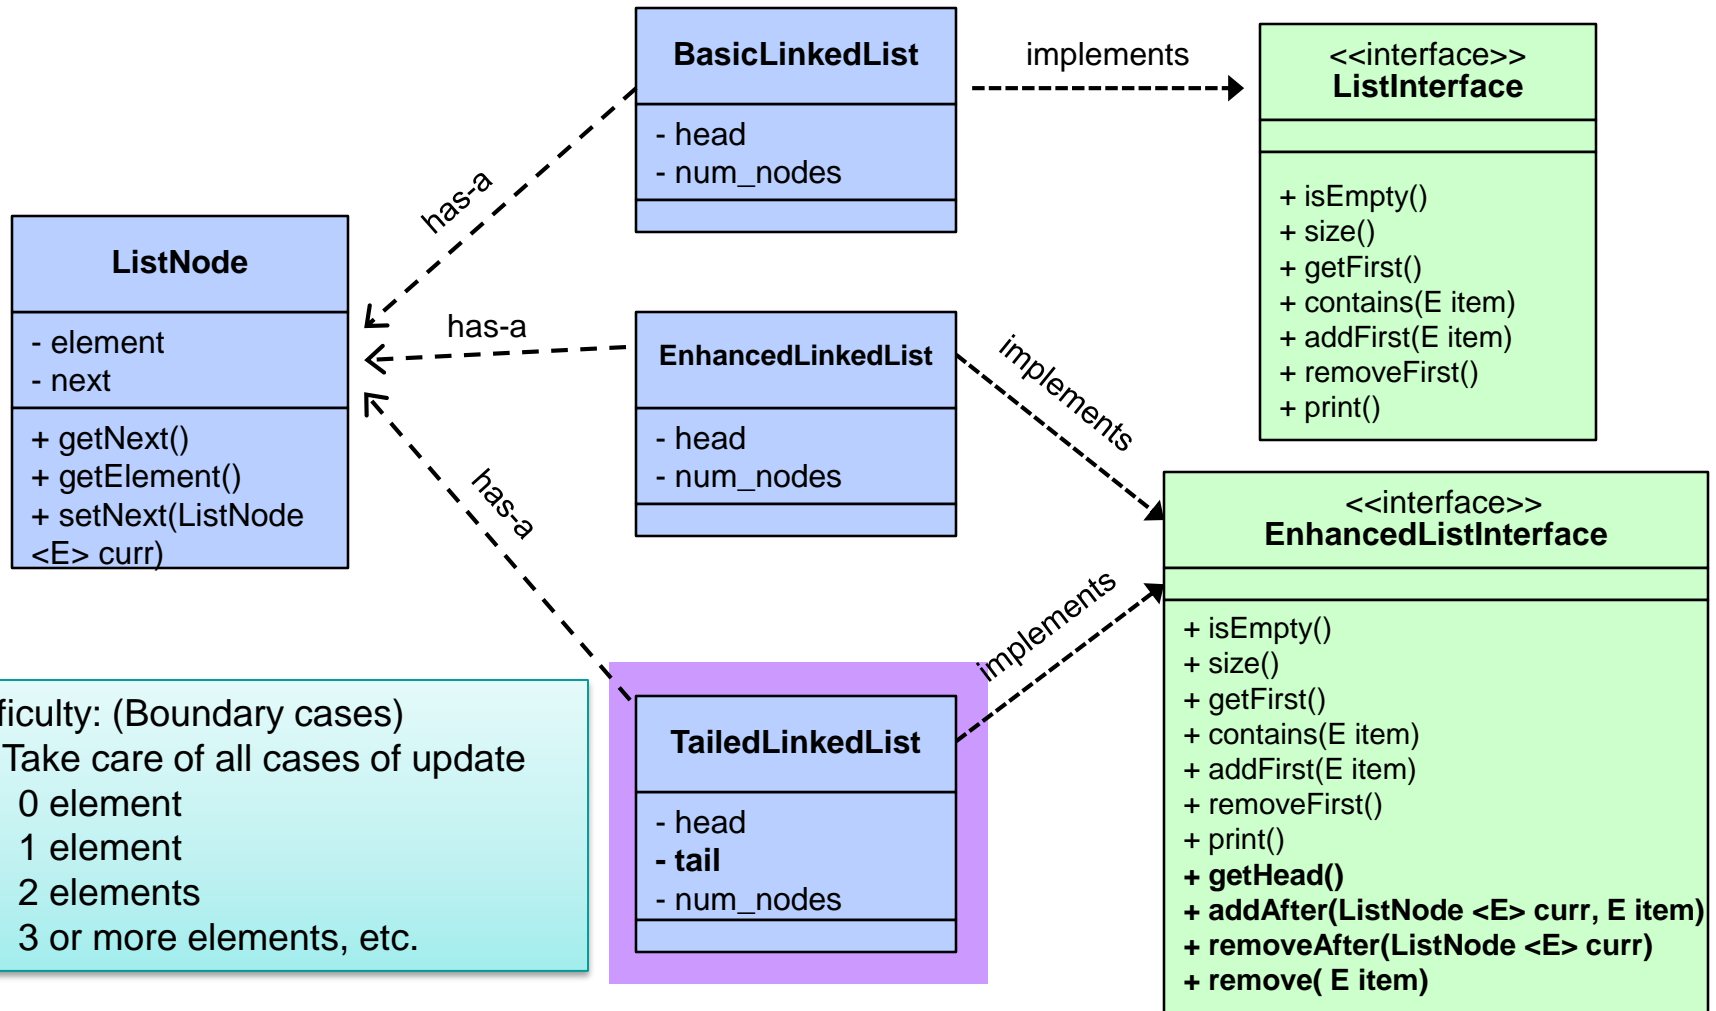 BasicLinkedList
- head
- num_nodes
implements
<<interface>>
ListInterface
+ isEmpty()
+ size()
+ getFirst()
+ contains(E item)
+ addFirst(E item)
+ removeFirst()
+ print()
has-a
ListNode
- element
- next
+ getNext()
+ getElement()
+ setNext(ListNode
<E> curr)
has-a
EnhancedLinkedList
- head
- num_nodes
implements
has-a
<<interface>>
EnhancedListInterface
+ isEmpty()
+ size()
+ getFirst()
+ contains(E item)
+ addFirst(E item)
+ removeFirst()
+ print()
+ getHead()
+ addAfter(ListNode <E> curr, E item)
+ removeAfter(ListNode <E> curr)
+ remove( E item)
implements
TailedLinkedList
- head
- tail
- num_nodes
ficulty: (Boundary cases)
Take care of all cases of update
0 element
1 element
2 elements
3 or more elements, etc.